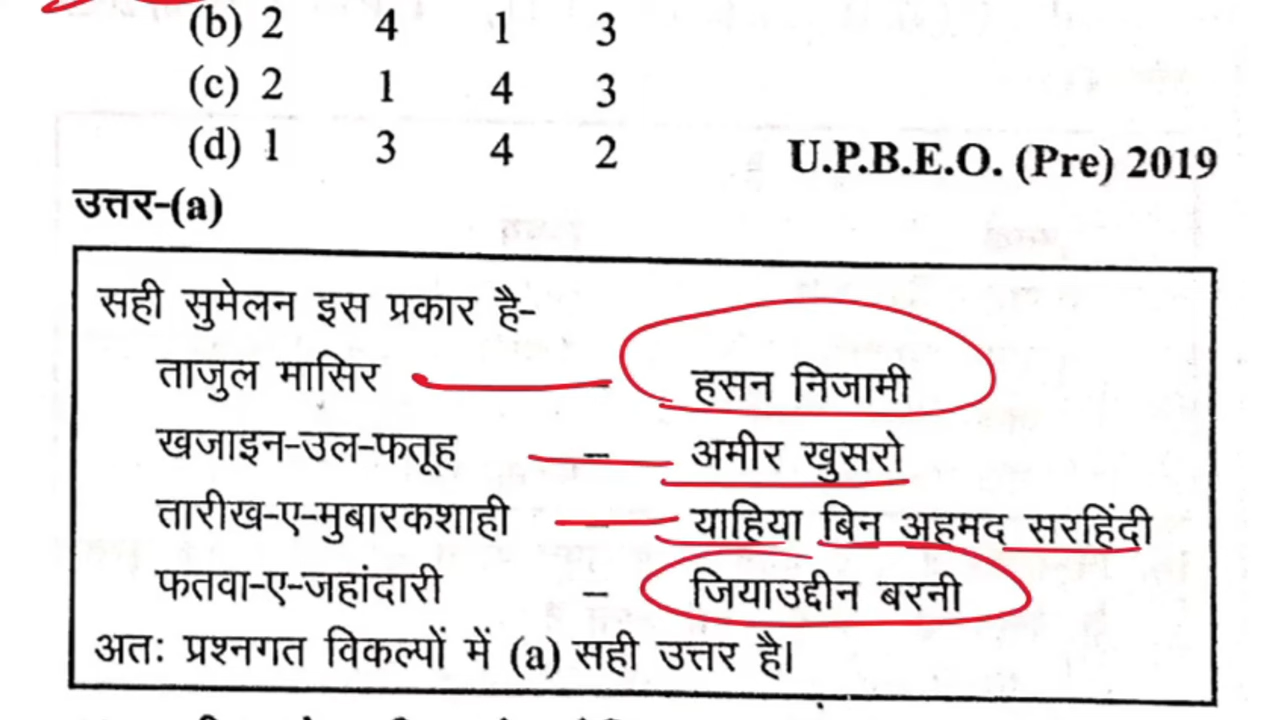 (b) 2 4 1 3
(c) 2 1 4 3
(d) 1 3 4 2
U.P.B.E.O. (Pre) 2019
उत्तर-(a)
सही सुमेलन इस प्रकार है-
ताजुल मासिर – हसन निजामी
खजाइन-उल-फतूह – अमीर खुसरो
तारीख-ए-मुबारकशाही – याहिया बिन अहमद सरहिंदी
फतवा-ए-जहांदारी – जियाउद्दीन बरनी
अतः प्रश्नगत विकल्पों में (a) सही उत्तर है।